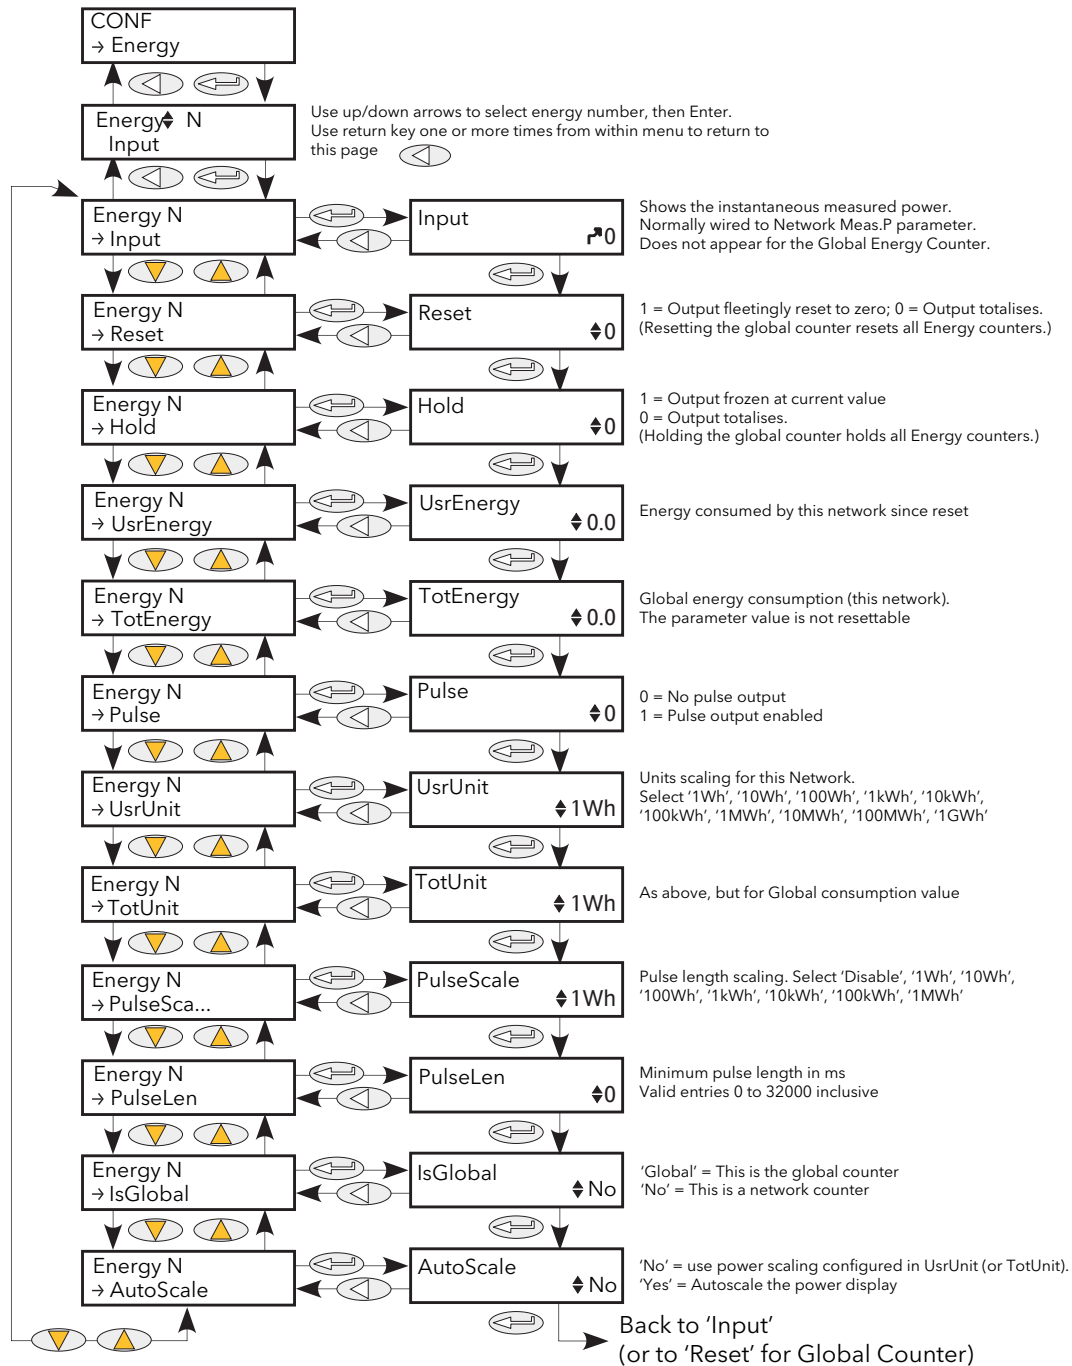 CONF
→ Energy
Energy N
Input
Use up/down arrows to select energy number, then Enter.
Use return key one or more times from within menu to return to
this page
Energy N
→ Input
Input
0
Shows the instantaneous measured power.
Normally wired to Network Meas.P parameter.
Does not appear for the Global Energy Counter.
Energy N
→ Reset
Reset
0
1 = Output fleetingly reset to zero; 0 = Output totalises.
(Resetting the global counter resets all Energy counters.)
Energy N
→ Hold
Hold
0
1 = Output frozen at current value
0 = Output totalises.
(Holding the global counter holds all Energy counters.)
Energy N
→ UsrEnergy
UsrEnergy
0.0
Energy consumed by this network since reset
Energy N
→ TotEnergy
TotEnergy
0.0
Global energy consumption (this network).
The parameter value is not resettable
Energy N
→ Pulse
Pulse
0
0 = No pulse output
1 = Pulse output enabled
Energy N
→ UsrUnit
UsrUnit
1Wh
Units scaling for this Network.
Select ‘1Wh’, ‘10Wh’, ‘100Wh’, ‘1kWh’, ‘10kWh’,
‘100kWh’, ‘1MWh’, ‘10MWh’, ‘100MWh’, ‘1GWh’
Energy N
→ TotUnit
TotUnit
1Wh
As above, but for Global consumption value
Energy N
→ PulseSca...
PulseScale
1Wh
Pulse length scaling. Select ‘Disable’, ‘1Wh’, ‘10Wh’,
‘100Wh’, ‘1kWh’, ‘10kWh’, ‘100kWh’, ‘1MWh’
Energy N
→ PulseLen
PulseLen
0
Minimum pulse length in ms
Valid entries 0 to 32000 inclusive
Energy N
→ IsGlobal
IsGlobal
No
‘Global’ = This is the global counter
‘No’ = This is a network counter
Energy N
→ AutoScale
AutoScale
No
‘No’ = use power scaling configured in UsrUnit (or TotUnit).
‘Yes’ = Autoscale the power display
Back to ‘Input’
(or to ‘Reset’ for Global Counter)